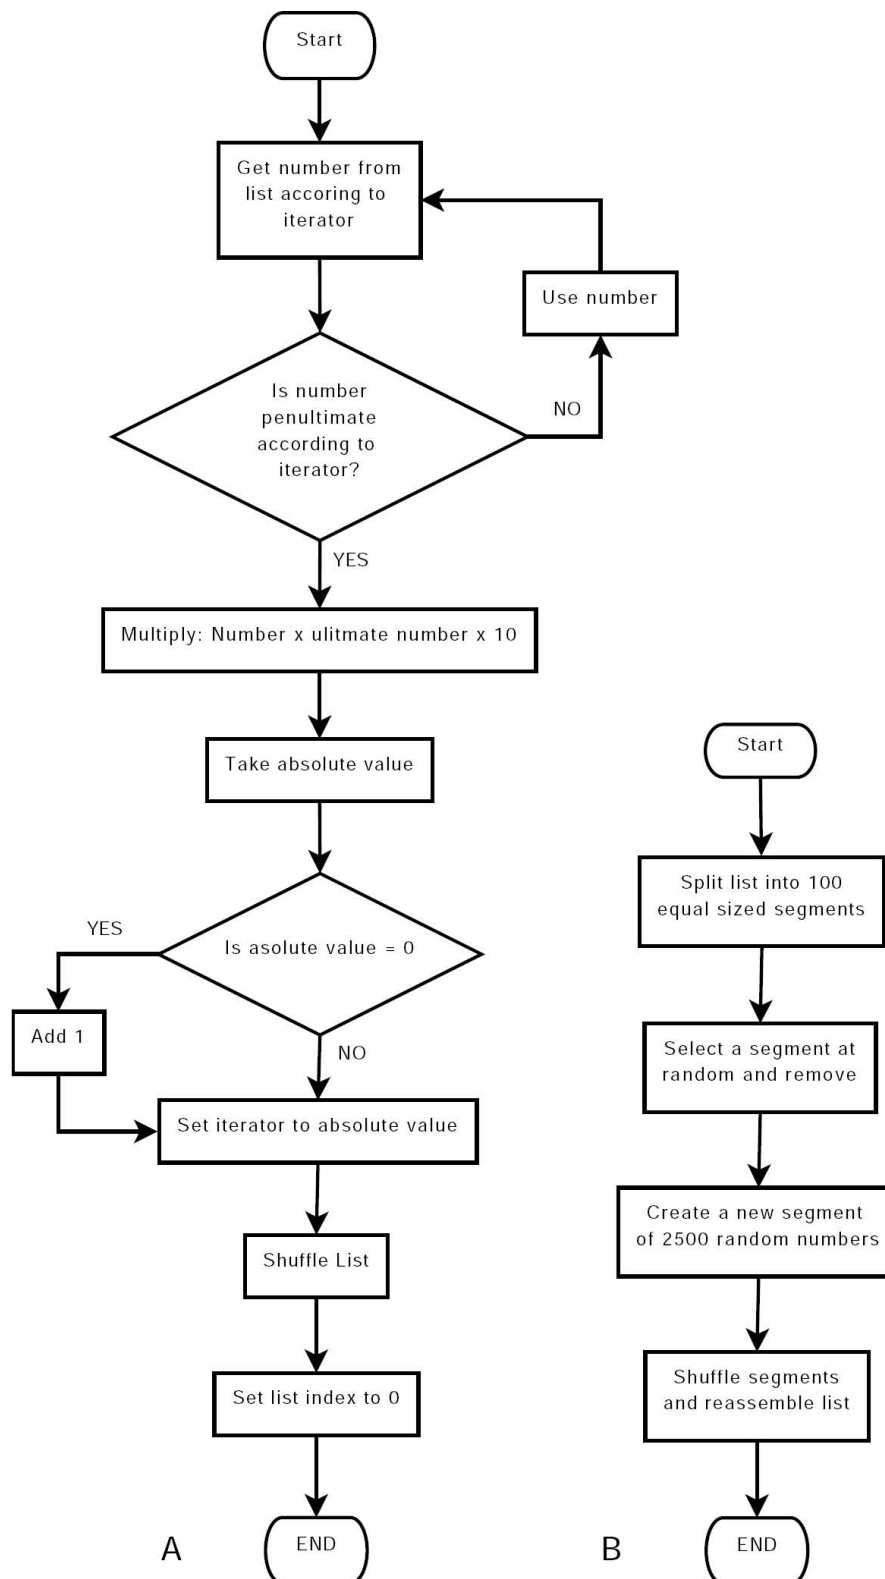 Start
Get number from
list accoring to
iterator
Use number
Is number
penultimate
according to
iterator?
NO
YES
Multiply: Number x ulitmate number x 10
Take absolute value
Is asolute value = 0
YES
Add 1
NO
Set iterator to absolute value
Shuffle List
Set list index to 0
END
A
Start
Split list into 100
equal sized segments
Select a segment at
random and remove
Create a new segment
of 2500 random numbers
Shuffle segments
and reassemble list
END
B